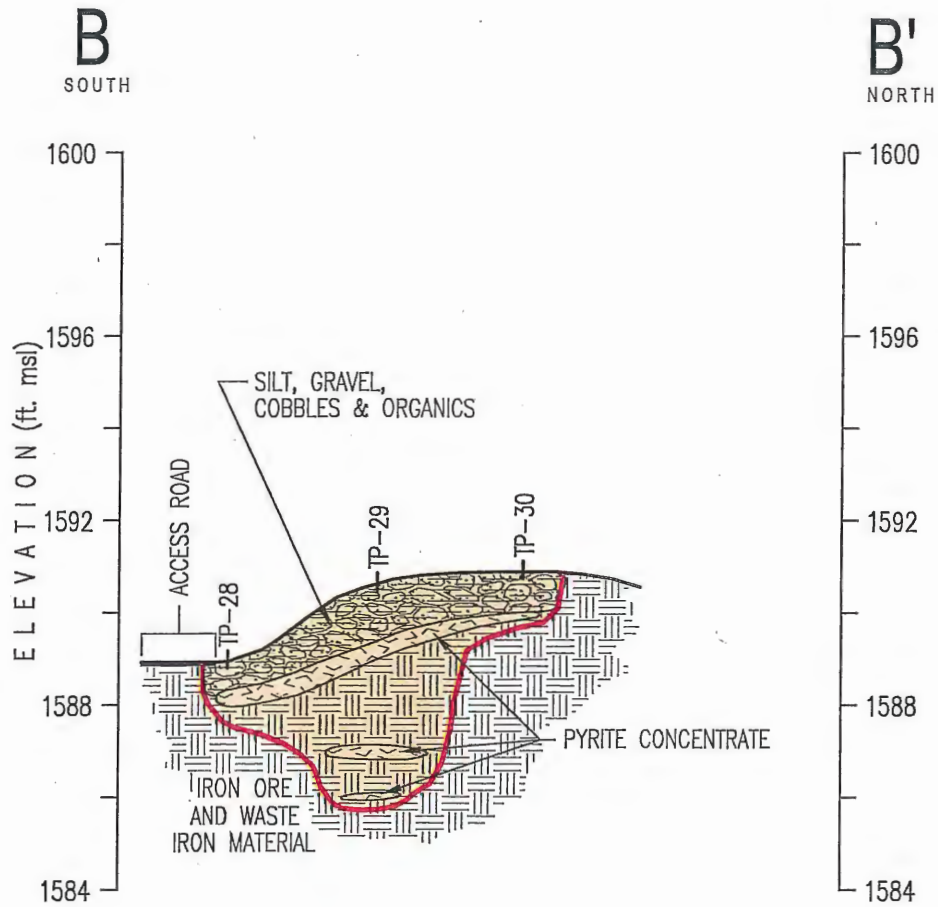 B
SOUTH
B'
NORTH
1600
1600
1596
1596
ELEVATION (ft. msl)
SILT, GRAVEL,
COBBLES & ORGANICS
ACCESS ROAD
1592
1592
TP-28
TP-29
TP-30
1588
1588
PYRITE CONCENTRATE
IRON ORE
AND WASTE
IRON MATERIAL
1584
1584